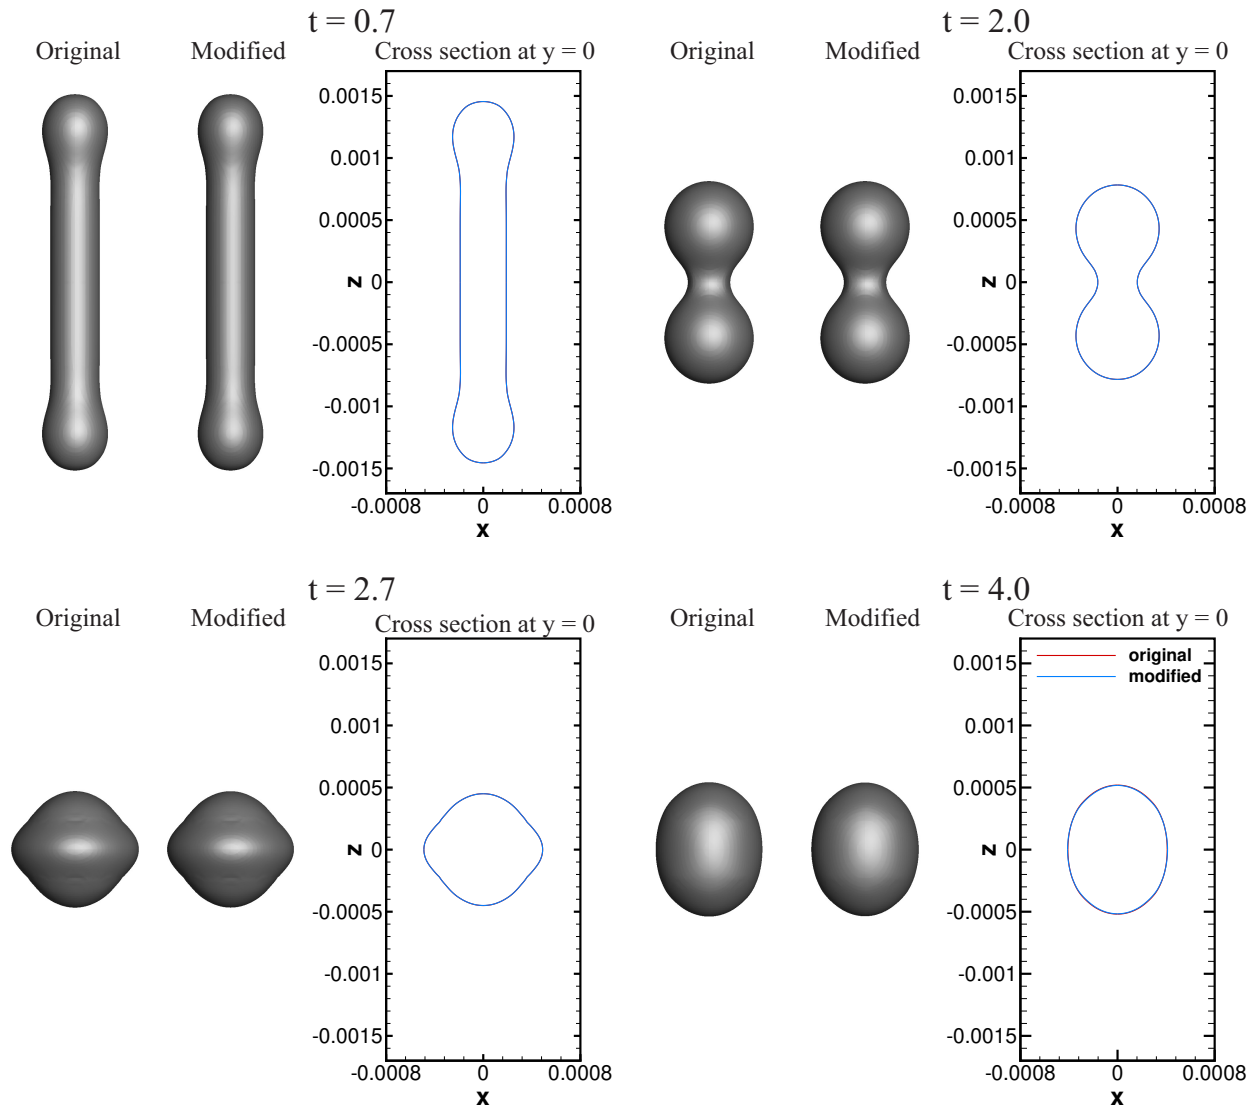 t = 0.7
Original Modified Cross section at y = 0
0.0015
0.001
0.0005
z 0
-0.0005
-0.001
-0.0015
-0.0008 0 0.0008
x
t = 2.0
Original Modified Cross section at y = 0
0.0015
0.001
0.0005
z 0
-0.0005
-0.001
-0.0015
-0.0008 0 0.0008
x
t = 2.7
Original Modified Cross section at y = 0
0.0015
0.001
0.0005
z 0
-0.0005
-0.001
-0.0015
-0.0008 0 0.0008
x
t = 4.0
Original Modified Cross section at y = 0
original
modified
0.0015
0.001
0.0005
z 0
-0.0005
-0.001
-0.0015
-0.0008 0 0.0008
x